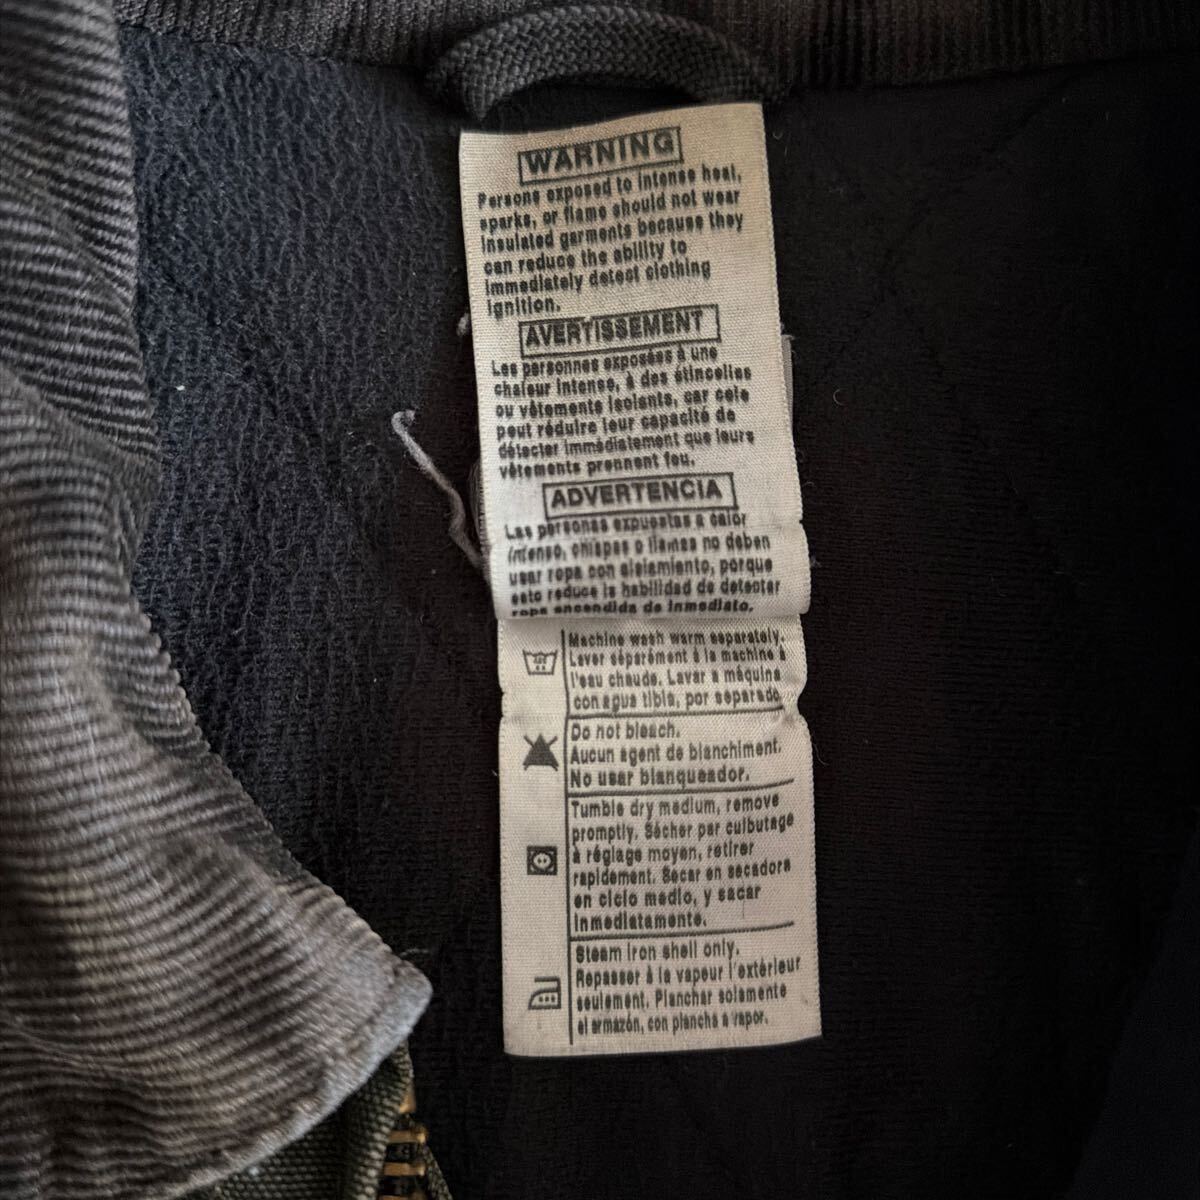 WARNING
Persons exposed to intense heat,
sparks, or flame should not wear
insulated garments because they
can reduce the ability to
immediately detect clothing
ignition.
AVERTISSEMENT
Les personnes exposées à une
chaleur intense, à des étincelles
ou vêtements isolants, car cele
peut réduire leur capacité de
détecter immédiatement que leurs
vêtements prennent feu.
ADVERTENCIA
Las personas expuestas a calor
intenso, chispas o llamas no deben
usar ropa con aislamiento, porque
esto reduce la habilidad de detectar
ropa encendida de inmediato.
Machine wash warm separately.
Laver séparément à la machine à
l'eau chaude. Lavar a máquina
con agua tibia, por separado
Do not bleach.
Aucun agent de blanchiment.
No usar blanqueador.
Tumble dry medium, remove
promptly. Sécher par culbutage
à réglage moyen, retirer
rapidement. Secar en secadora
en ciclo medio, y sacar
inmediatamente.
Steam iron shell only.
Repasser à la vapeur l'extérieur
seulement. Planchar solamente
el armazón, con plancha a vapor.